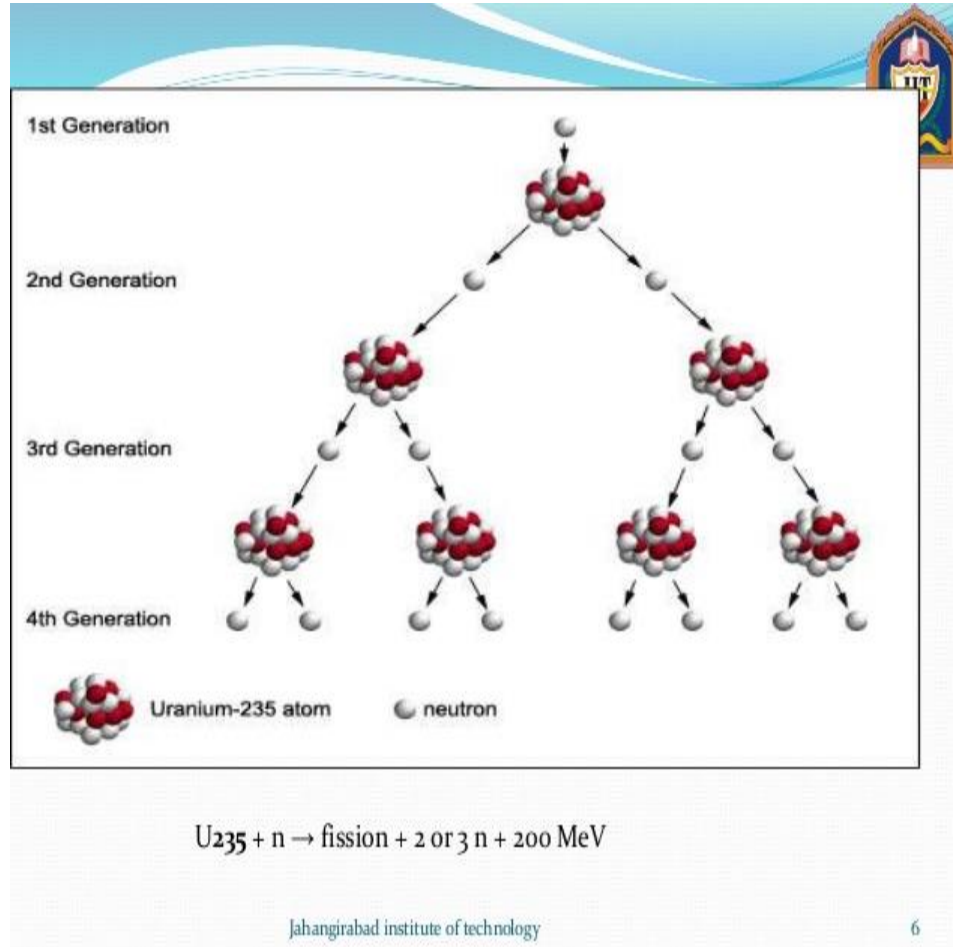 1st Generation
2nd Generation
3rd Generation
4th Generation
Uranium-235 atom neutron
U235 + n → fission + 2 or 3 n + 200 MeV
Jahangirabad institute of technology 6